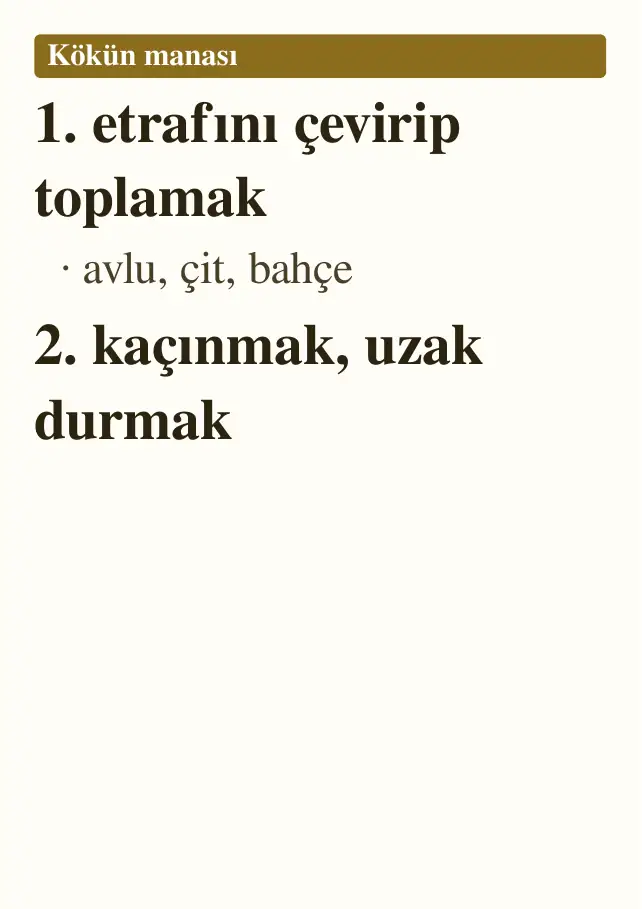 Kökün manası
1. etrafını çevirip
toplamak
· avlu, çit, bahçe
2. kaçınmak, uzak
durmak